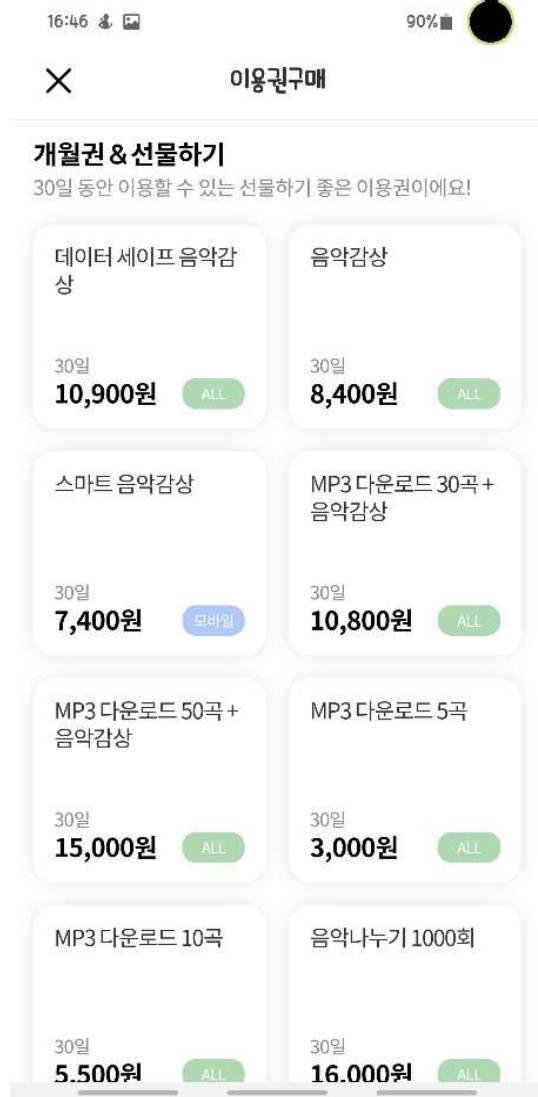 16:46
90%
이용권구매
개월권 & 선물하기
30일 동안 이용할 수 있는 선물하기 좋은 이용권이에요!
데이터 세이프 음악감
상
30일
10,900원
ALL
음악감상
30일
8,400원
ALL
스마트 음악감상
30일
7,400원
모바일
MP3 다운로드 30곡 +
음악감상
30일
10,800원
ALL
MP3 다운로드 50곡 +
음악감상
30일
15,000원
ALL
MP3 다운로드 5곡
30일
3,000원
ALL
MP3 다운로드 10곡
30일
5,500원
ALL
음악나누기 1000회
30일
16,000원
ALL